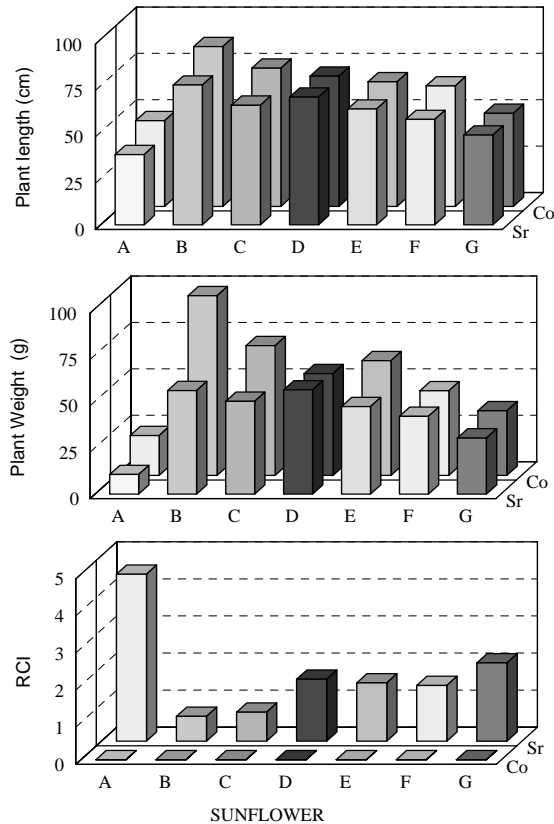 Plant length (cm)
100
75
50
25
0
A B C D E F G
Sr
Co
Plant Weight (g)
100
75
50
25
0
A B C D E F G
Sr
Co
RCI
5
4
3
2
1
0
A B C D E F G
Sr
Co
SUNFLOWER